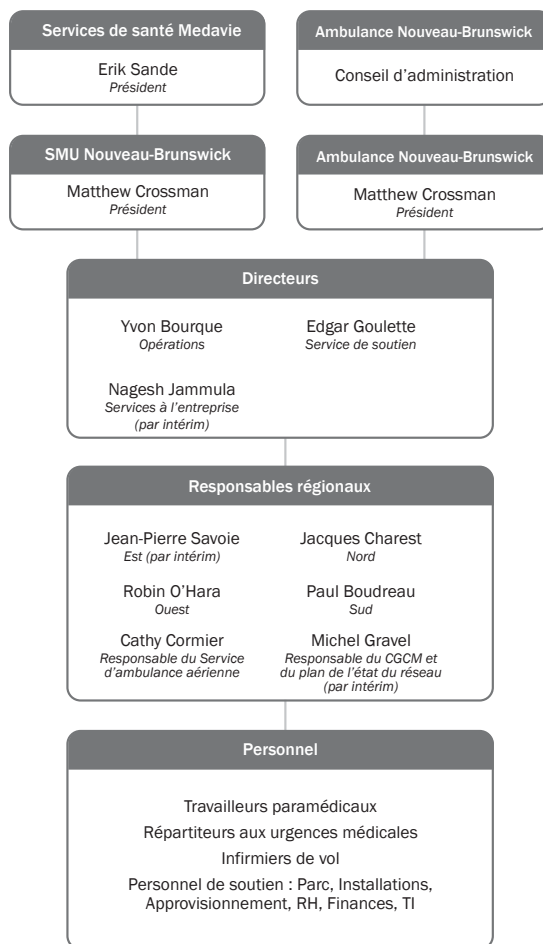 Services de santé Medavie
Erik Sande
Président
Ambulance Nouveau-Brunswick
Conseil d'administration
SMU Nouveau-Brunswick
Matthew Crossman
Président
Ambulance Nouveau-Brunswick
Matthew Crossman
Président
Directeurs
Yvon Bourque
Opérations
Edgar Goulette
Service de soutien
Nagesh Jammula
Services à l'entreprise
(par intérim)
Responsables régionaux
Jean-Pierre Savoie
Est (par intérim)
Jacques Charest
Nord
Robin O'Hara
Ouest
Paul Boudreau
Sud
Cathy Cormier
Responsable du Service
d'ambulance aérienne
Michel Gravel
Responsable du CGCM et
du plan de l'état du réseau
(par intérim)
Personnel
Travailleurs paramédicaux
Répartiteurs aux urgences médicales
Infirmiers de vol
Personnel de soutien : Parc, Installations,
Approvisionnement, RH, Finances, TI